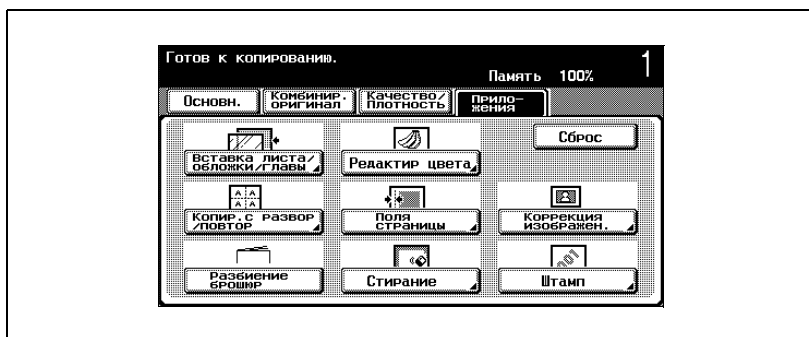 Готов к копированию.
Память 100%
1
Основн.
Комбинир.
оригинал
Качество/
Плотность
Прило-
жения
Сброс
Вставка листа/
обложки/главы
Редактир цвета
Копир.с развор
/повтор
Поля
страницы
Коррекция
изображен.
Разбиение
брошюр
Стирание
Штамп